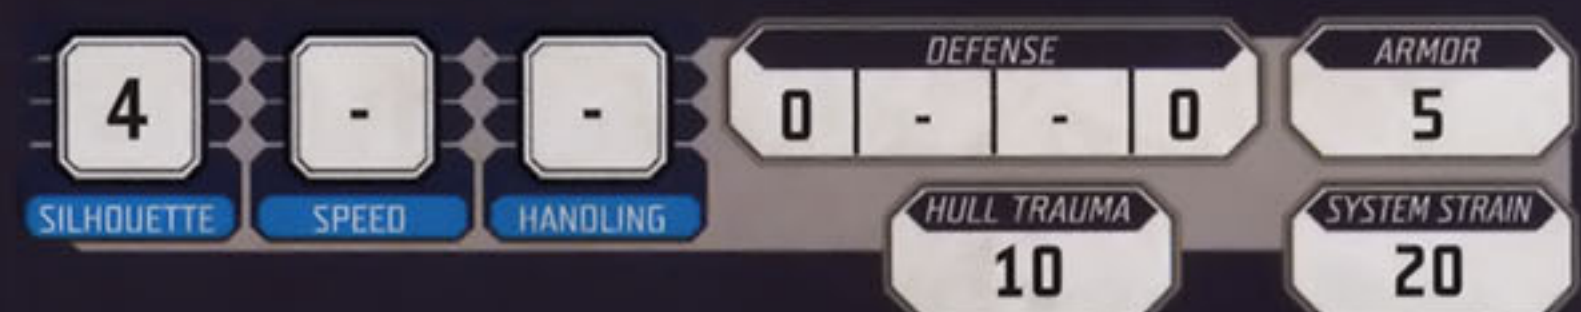 DEFENSE ARMOR
4 - - 0 - - 0 5
SILHOUETTE SPEED HANDLING HULL TRAUMA SYSTEM STRAIN
10 20